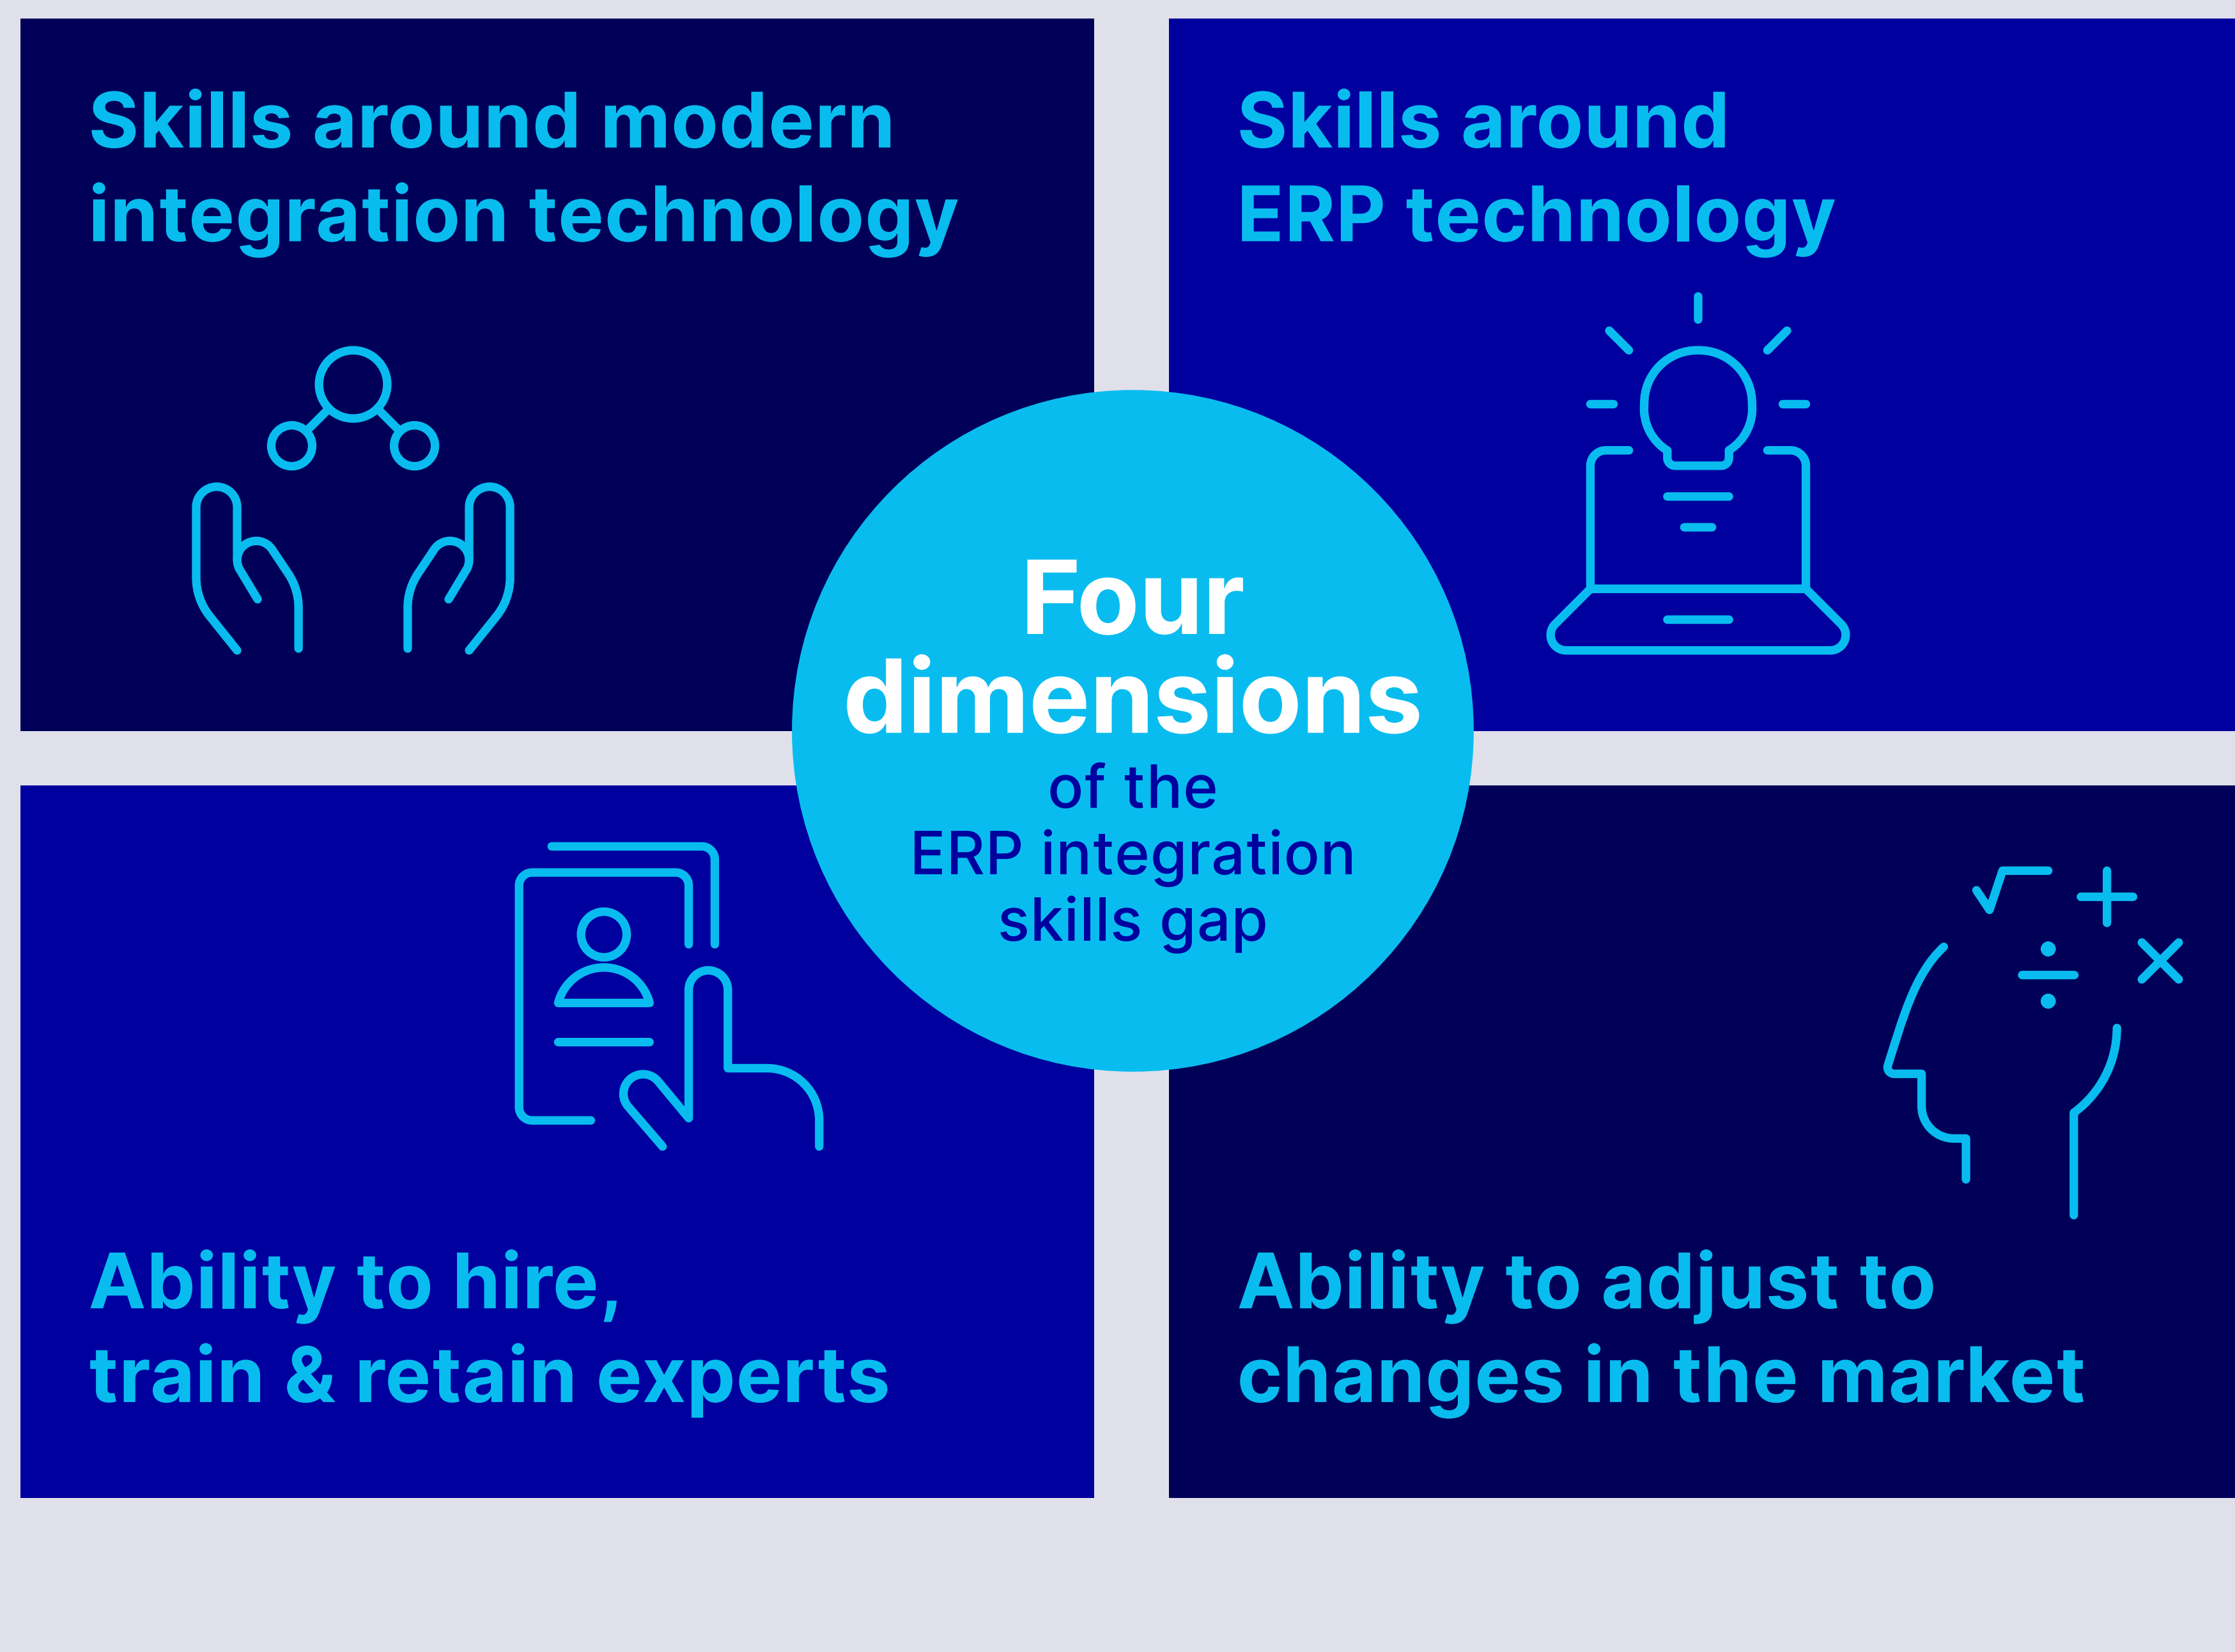 Skills around modern
integration technology
Skills around
ERP technology
Four
dimensions
of the
ERP integration
skills gap
Ability to hire,
train & retain experts
Ability to adjust to
changes in the market